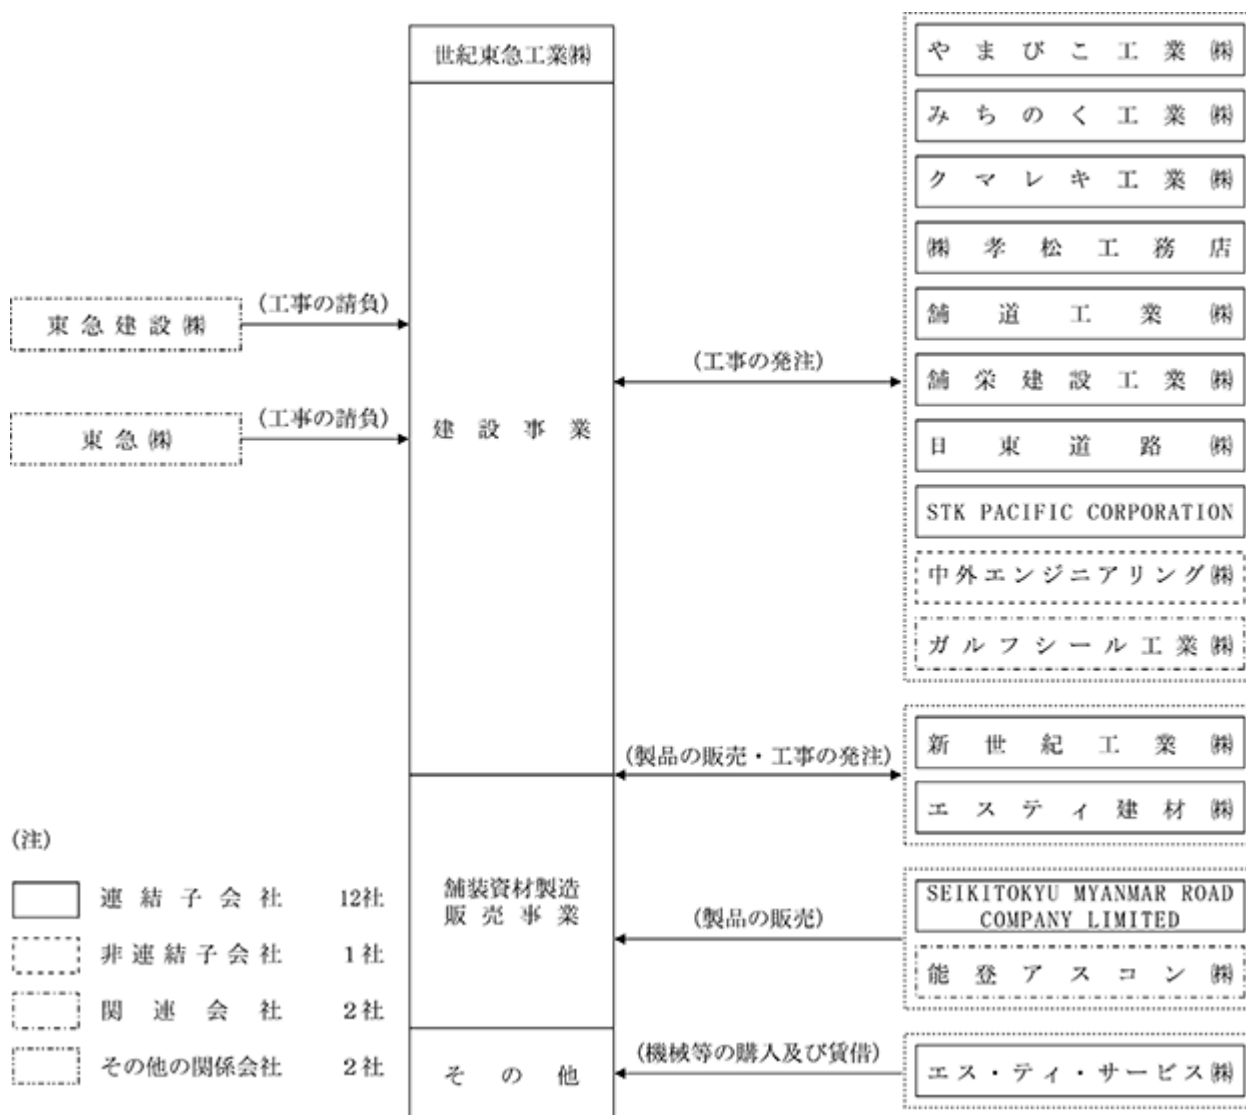 世紀東急工業㈱
建設事業
舗装資材製造
販売事業
その他
東急建設㈱
(工事の請負)
東急㈱
(工事の請負)
(工事の発注)
やまびこ工業㈱
みちのく工業㈱
クマレキ工業㈱
㈱孝松工務店
舗道工業㈱
舗栄建設工業㈱
日東道路㈱
STK PACIFIC CORPORATION
中外エンジニアリング㈱
ガルフシール工業㈱
(製品の販売・工事の発注)
新世紀工業㈱
エスティ建材㈱
(製品の販売)
SEIKITOKYU MYANMAR ROAD
COMPANY LIMITED
能登アスコン㈱
(機械等の購入及び賃借)
エス・ティ・サービス㈱
(注)
連結子会社 12社
非連結子会社 1社
関連会社 2社
その他の関係会社 2社